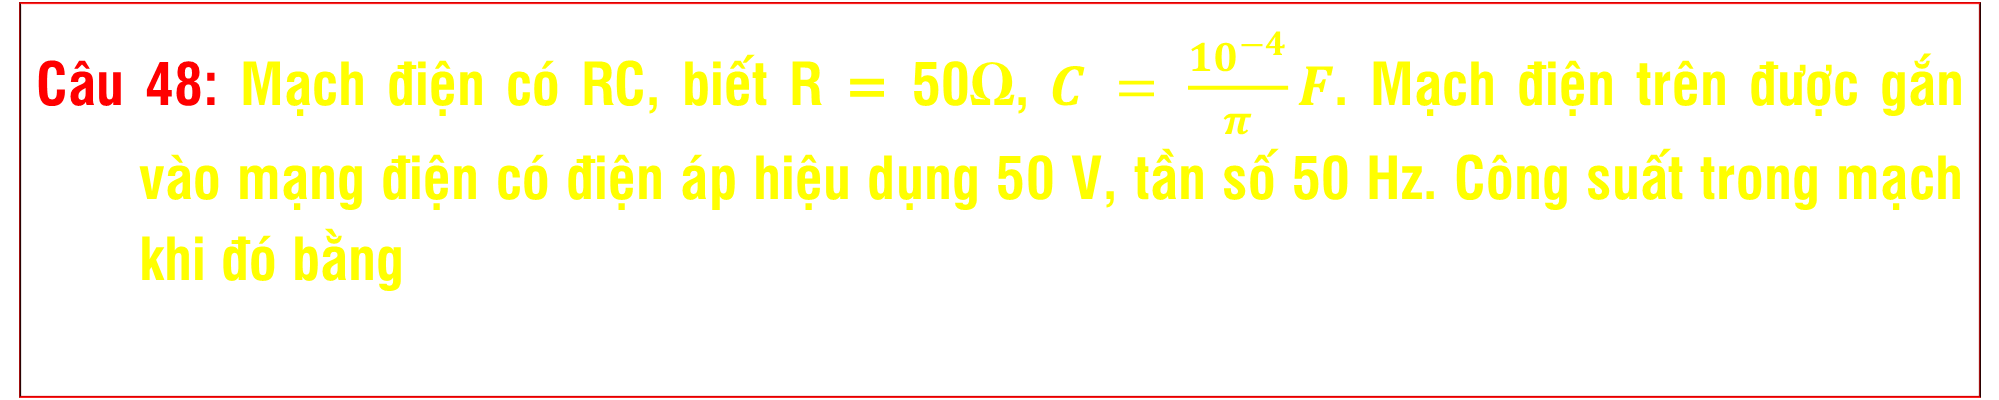 Câu 48: Mạch điện có RC, biết R = 50Ω, C = \frac{10^{-4}}{π} F. Mạch điện trên được gắn
vào mạng điện có điện áp hiệu dụng 50 V, tần số 50 Hz. Công suất trong mạch
khi đó bằng